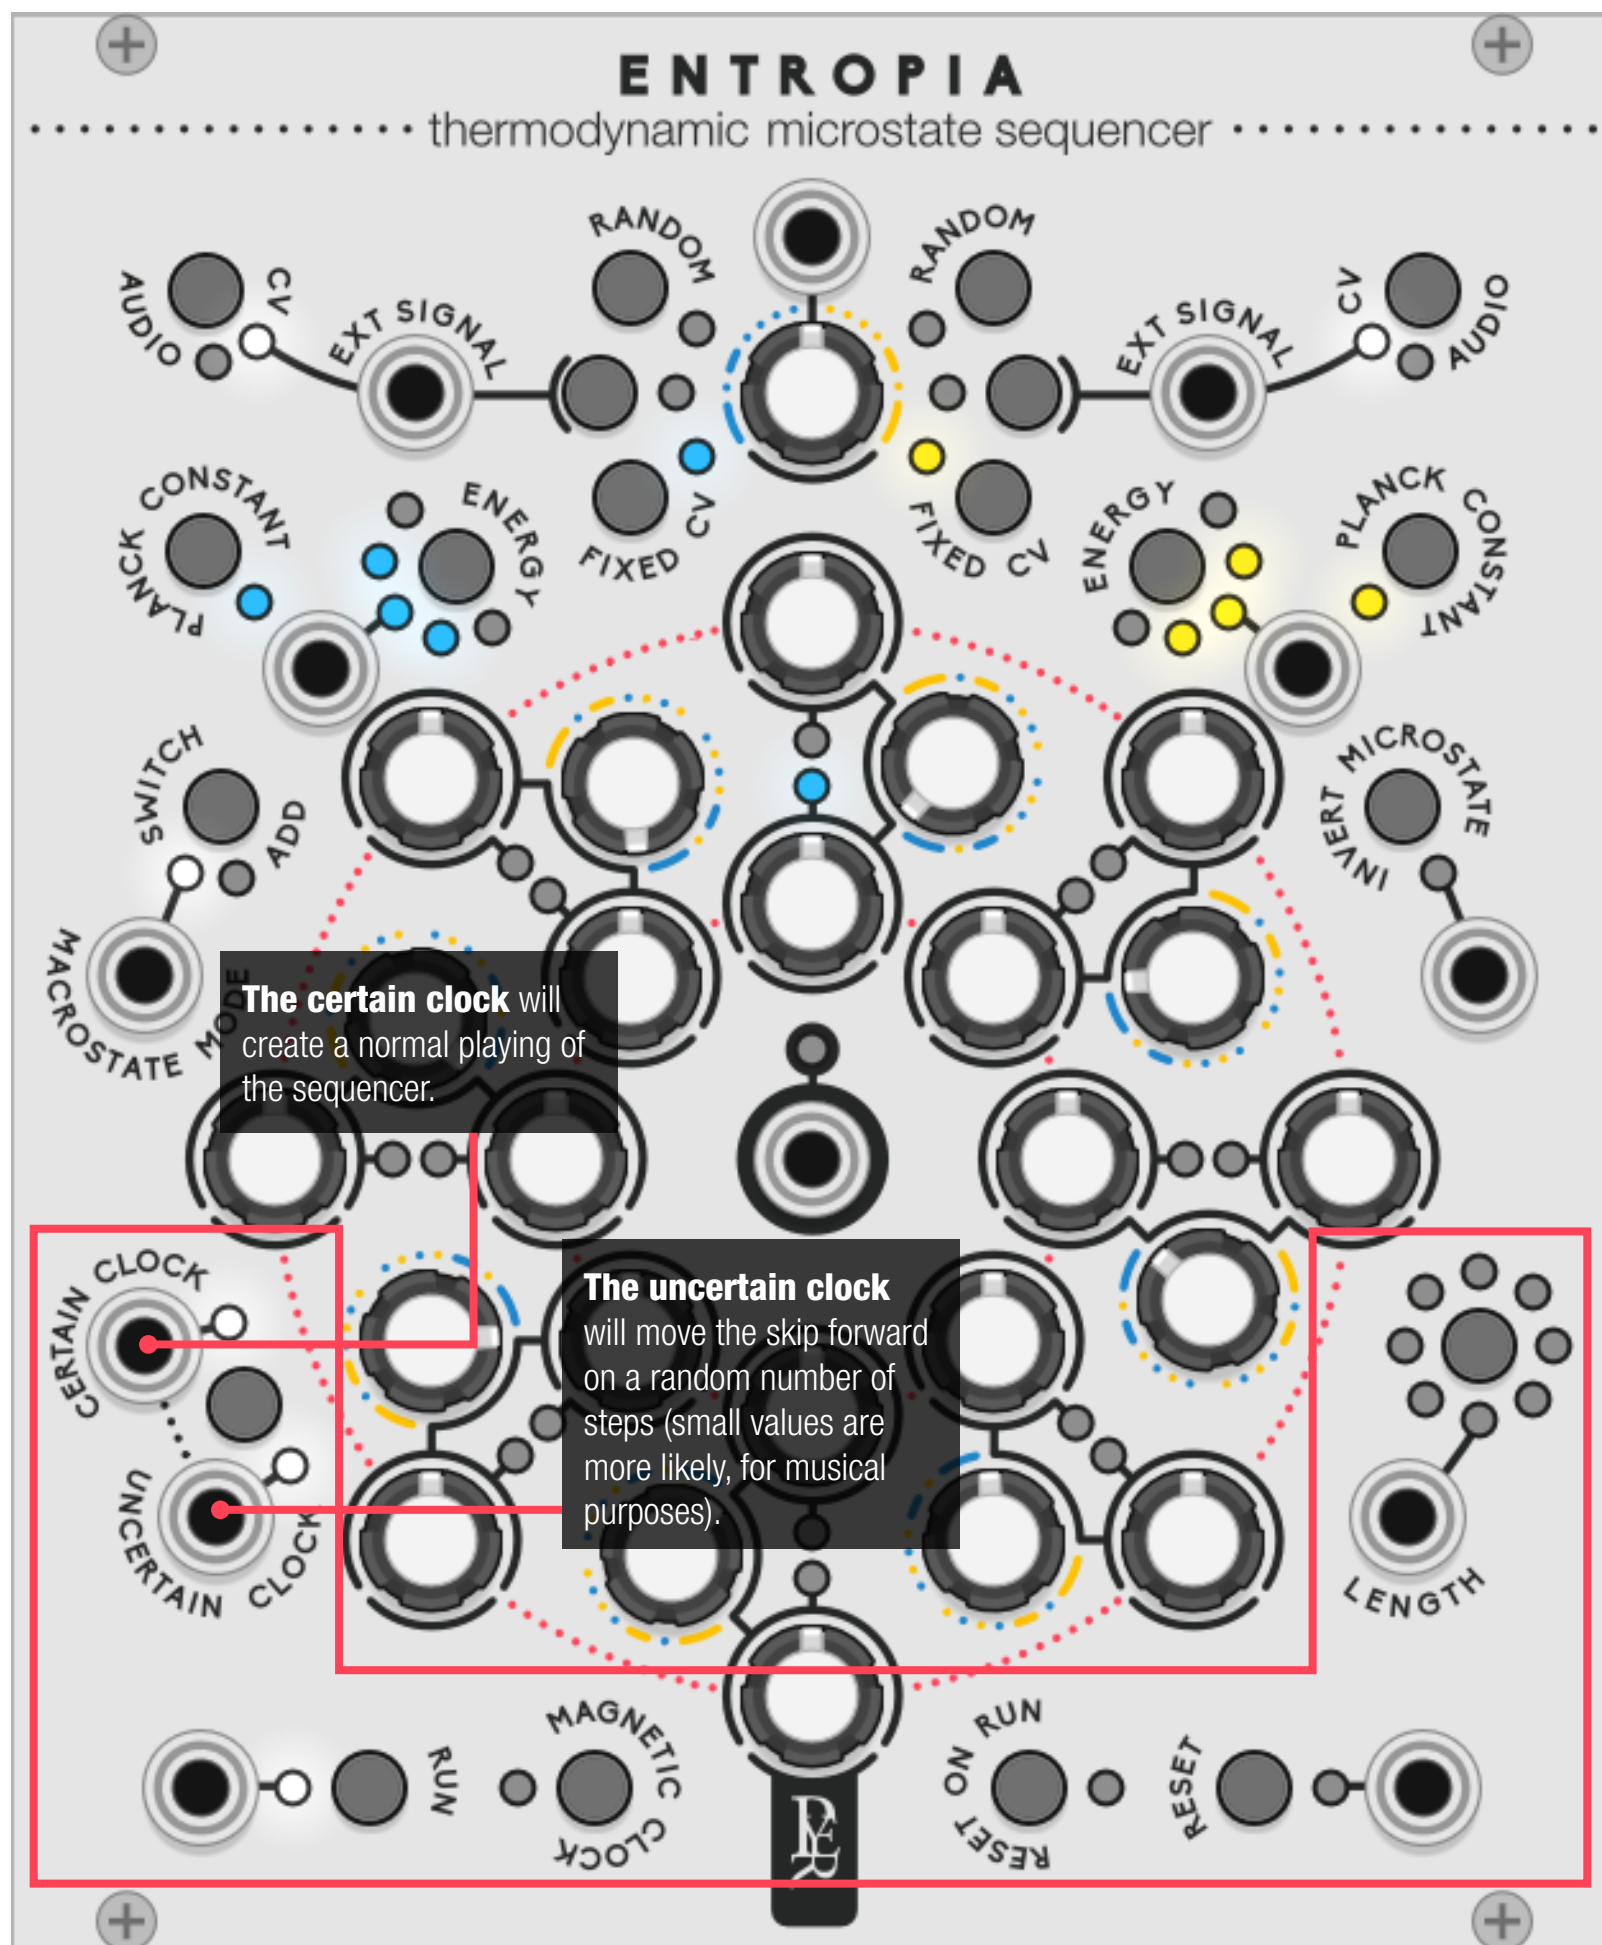 ENTROPIA
thermodynamic microstate sequencer
RANDOM
RANDOM
AUDIO
CV
EXT SIGNAL
EXT SIGNAL
CV
AUDIO
FIXED CV
FIXED CV
PLANCK CONSTANT
ENERGY
ENERGY
PLANCK CONSTANT
SWITCH
ADD
MACROSTATE MODE
INVERT MICROSTATE
The certain clock will
create a normal playing of
the sequencer.
CERTAIN CLOCK
UNCERTAIN CLOCK
The uncertain clock
will move the skip forward
on a random number of
steps (small values are
more likely, for musical
purposes).
LENGTH
RUN
MAGNETIC CLOCK
RESET ON RUN
RESET